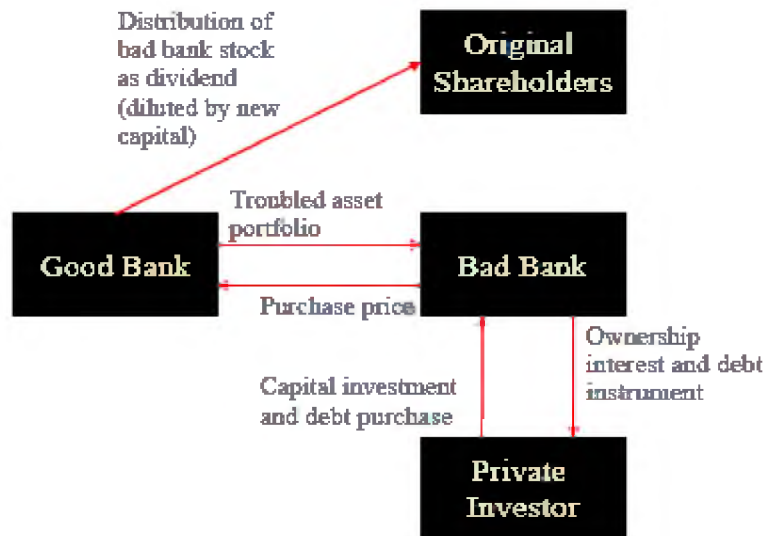 Distribution of
bad bank stock
as dividend
(diluted by new
capital)
Original
Shareholders
Troubled asset
portfolio
Good Bank
Bad Bank
Purchase price
Ownership
interest and debt
instrument
Capital investment
and debt purchase
Private
Investor